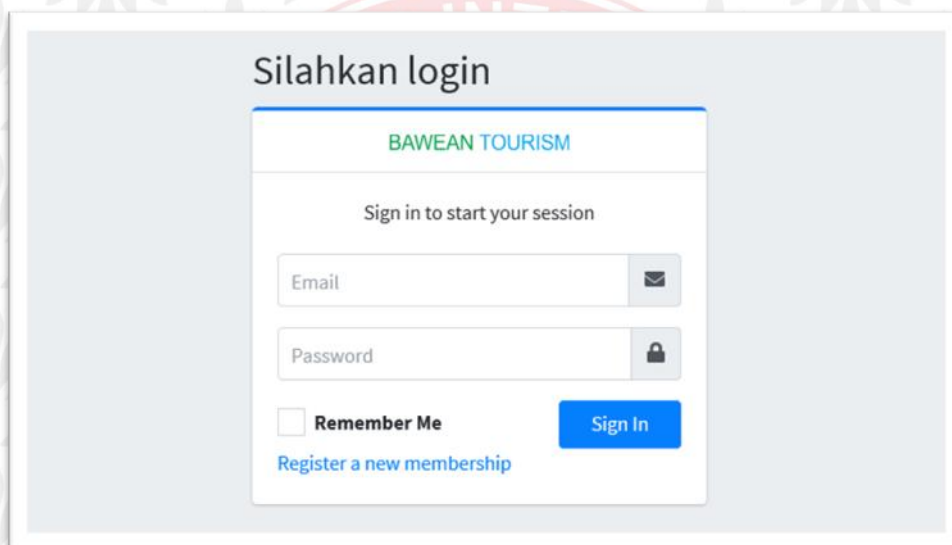 Silahkan login
BAWEAN TOURISM
Sign in to start your session
Email
Password
Remember Me
Sign In
Register a new membership